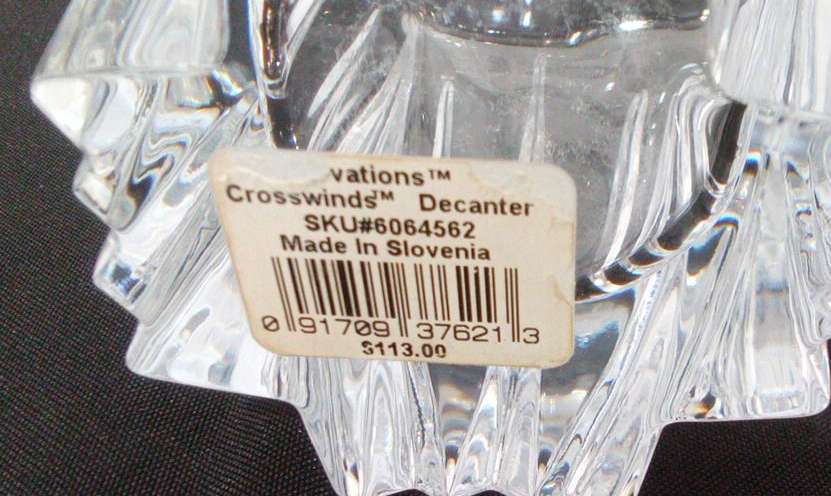 vations™
Crosswinds™ Decanter
SKU#6064562
Made In Slovenia
0 91709 37621 3
$113.00